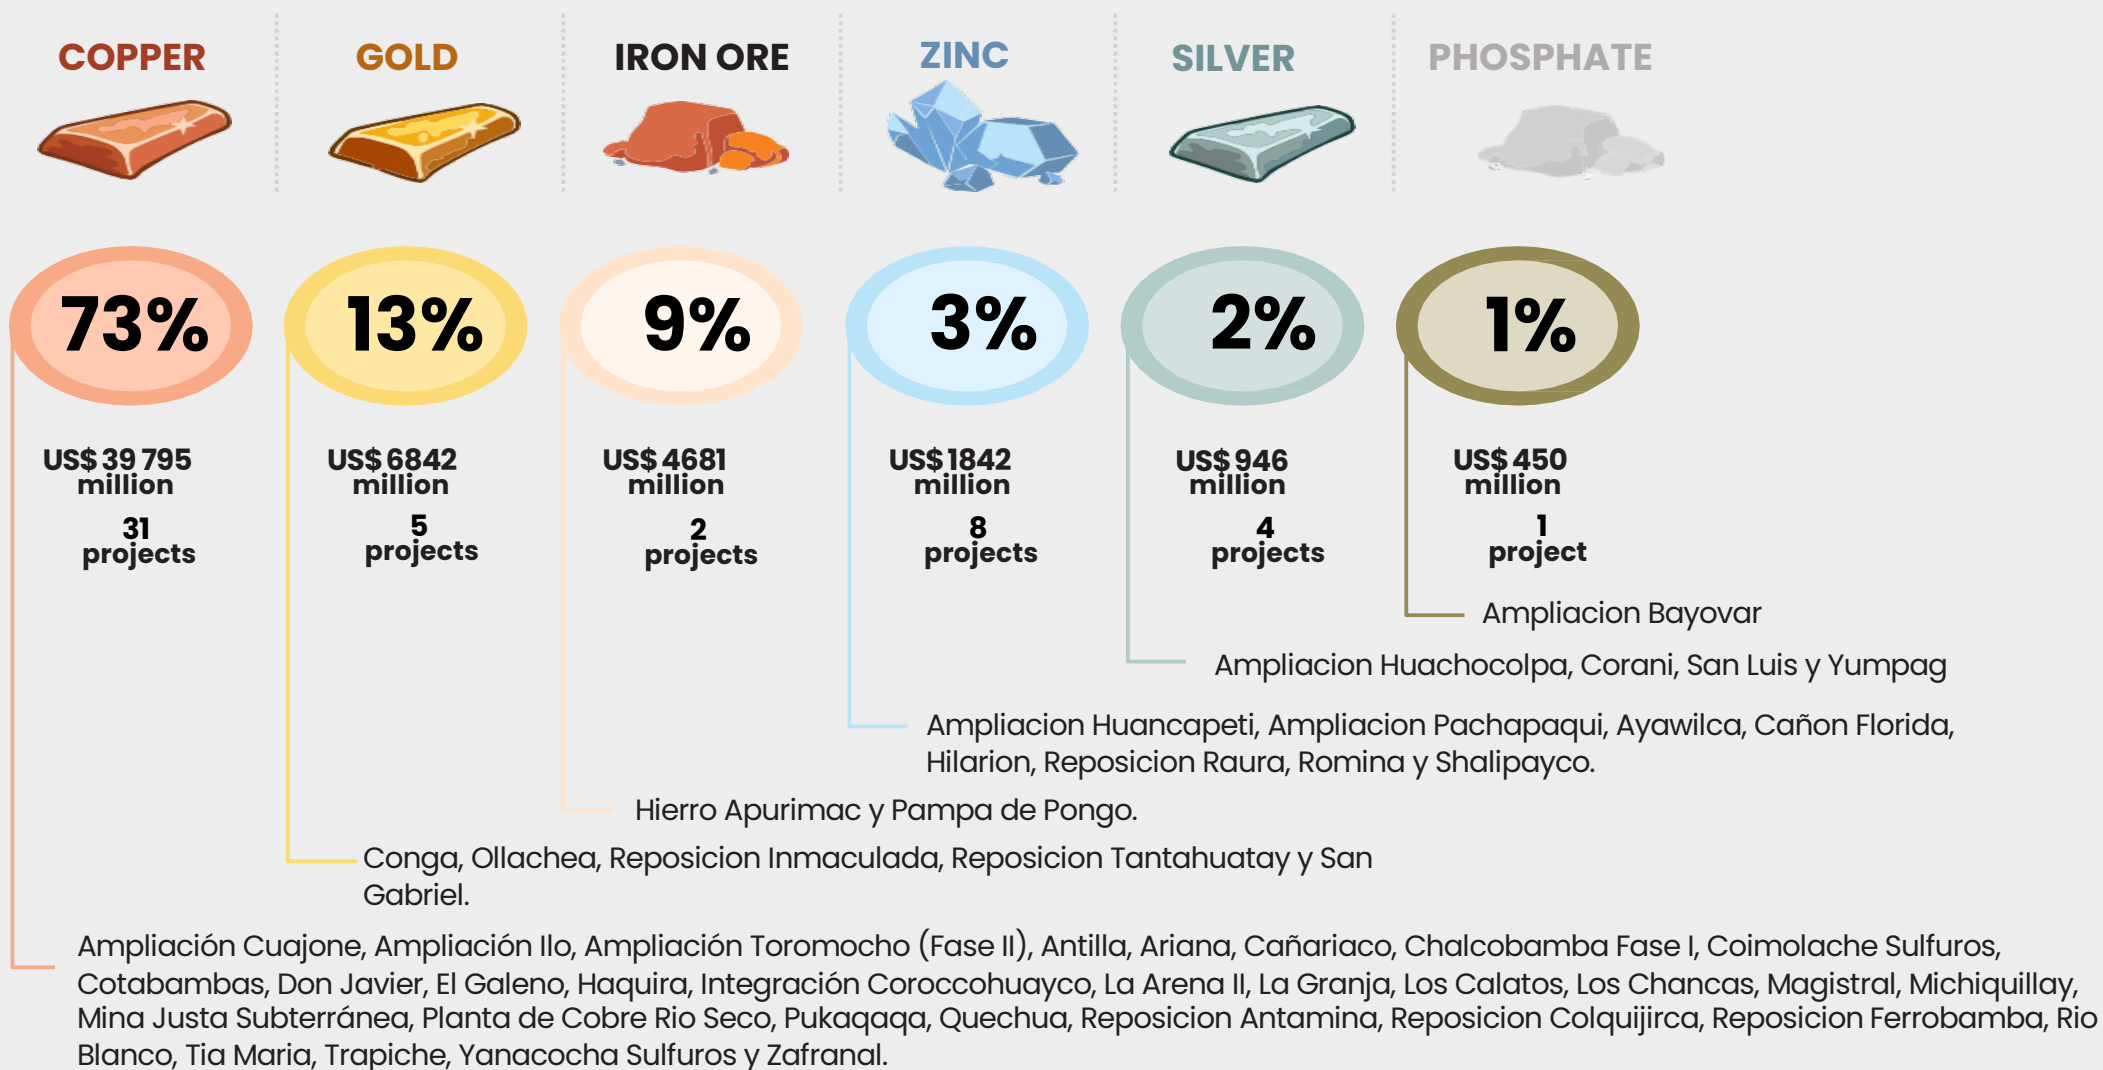 COPPER
GOLD
IRON ORE
ZINC
SILVER
PHOSPHATE
73%
13%
9%
3%
2%
1%
US$ 39 795
million
31
projects
US$ 6842
million
5
projects
US$ 4681
million
2
projects
US$ 1842
million
8
projects
US$ 946
million
4
projects
US$ 450
million
1
project
Ampliacion Bayovar
Ampliacion Huachocolpa, Corani, San Luis y Yumpag
Ampliacion Huancapeti, Ampliacion Pachapaqui, Ayawilca, Cañon Florida,
Hilarion, Reposicion Raura, Romina y Shalipayco.
Hierro Apurimac y Pampa de Pongo.
Conga, Ollachea, Reposicion Inmaculada, Reposicion Tantahuatay y San
Gabriel.
Ampliación Cuajone, Ampliación Ilo, Ampliación Toromocho (Fase II), Antilla, Ariana, Cañariaco, Chalcobamba Fase I, Coimolache Sulfuros,
Cotabambas, Don Javier, El Galeno, Haquira, Integración Coroccohuayco, La Arena II, La Granja, Los Calatos, Los Chancas, Magistral, Michiquillay,
Mina Justa Subterránea, Planta de Cobre Rio Seco, Pukaqaqa, Quechua, Reposicion Antamina, Reposicion Colquijirca, Reposicion Ferrobamba, Rio
Blanco, Tia Maria, Trapiche, Yanacocha Sulfuros y Zafranal.